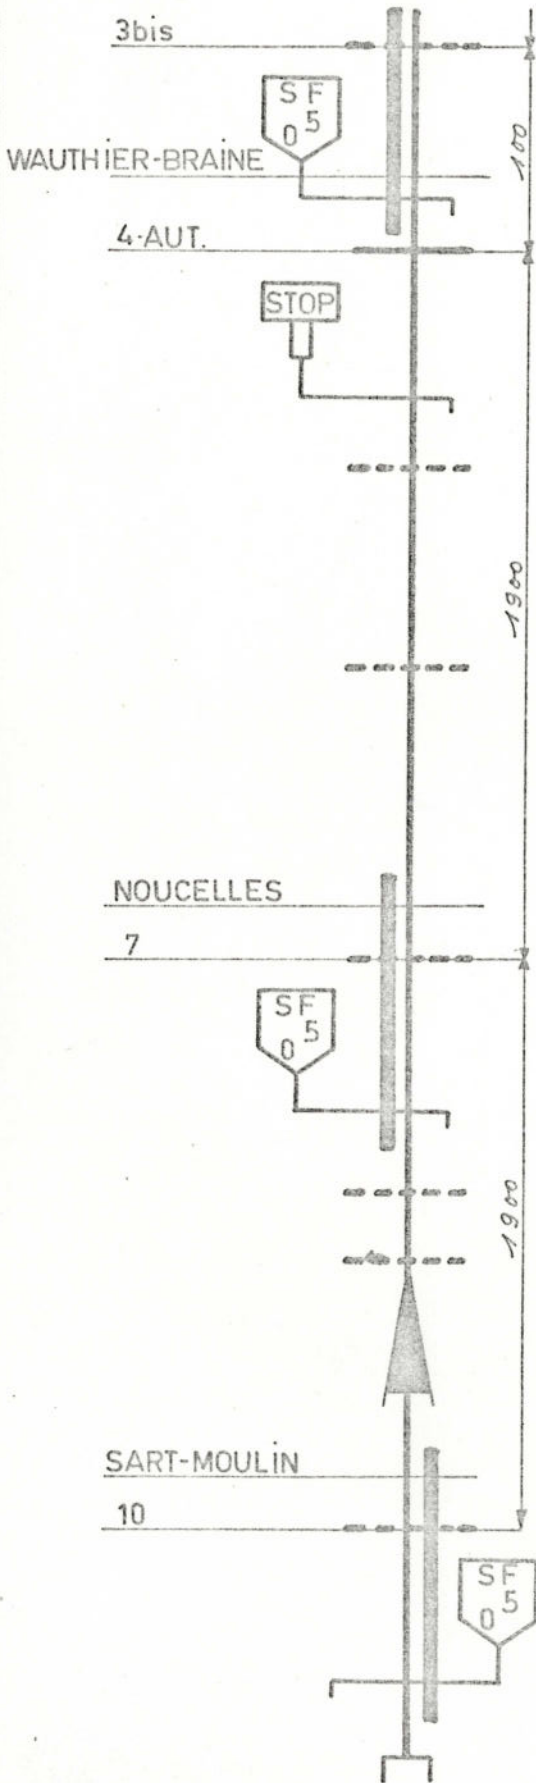 3bis
SF
0 5
WAUTHIER-BRAINE
100
4-AUT.
STOP
1900
NOUCELLES
7
SF
0 5
1900
SART-MOULIN
10
SF
0 5